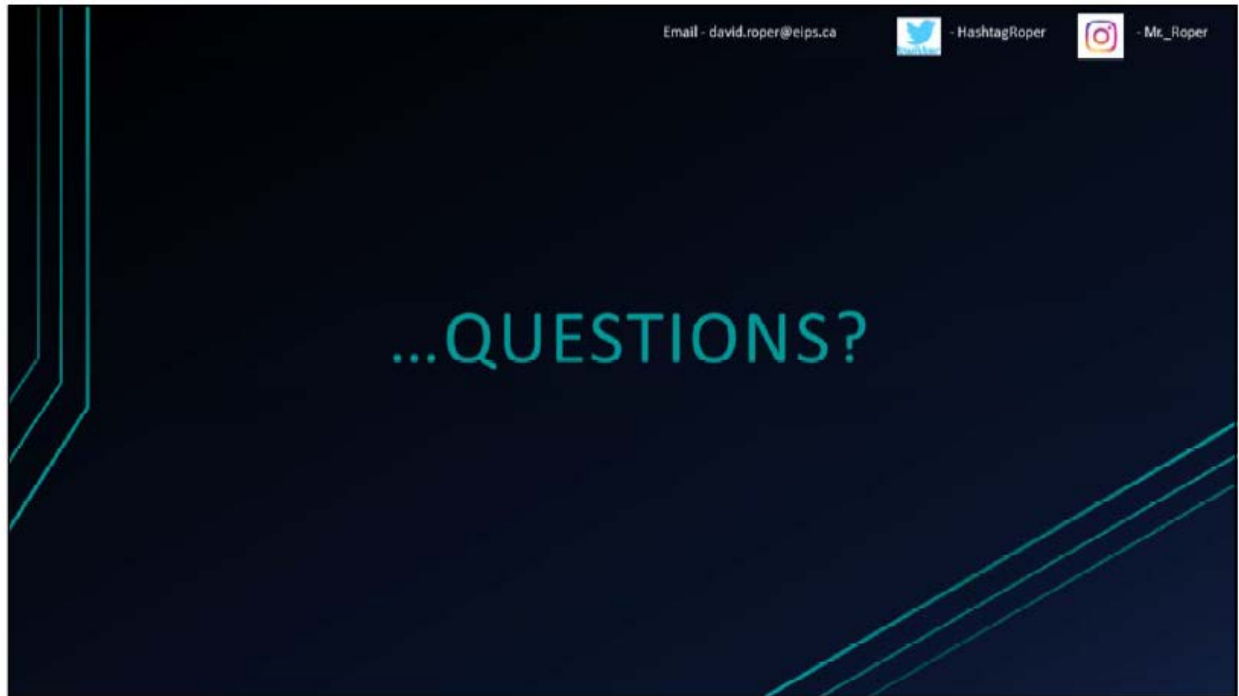 Email - david.roper@eips.ca
- HashtagRoper
- Mr._Roper
...QUESTIONS?